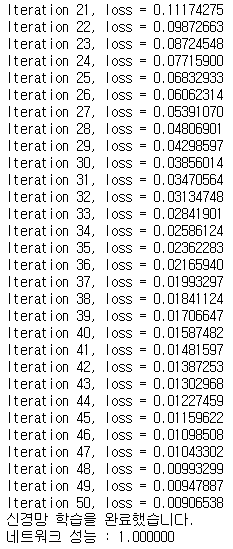 Iteration 21, loss = 0.11174275
Iteration 22, loss = 0.09872663
Iteration 23, loss = 0.08724548
Iteration 24, loss = 0.07715900
Iteration 25, loss = 0.06832933
Iteration 26, loss = 0.06062314
Iteration 27, loss = 0.05391070
Iteration 28, loss = 0.04806901
Iteration 29, loss = 0.04298597
Iteration 30, loss = 0.03856014
Iteration 31, loss = 0.03470564
Iteration 32, loss = 0.03134748
Iteration 33, loss = 0.02841901
Iteration 34, loss = 0.02586124
Iteration 35, loss = 0.02362283
Iteration 36, loss = 0.02165940
Iteration 37, loss = 0.01993297
Iteration 38, loss = 0.01841124
Iteration 39, loss = 0.01706647
Iteration 40, loss = 0.01587482
Iteration 41, loss = 0.01481597
Iteration 42, loss = 0.01387253
Iteration 43, loss = 0.01302968
Iteration 44, loss = 0.01227459
Iteration 45, loss = 0.01159622
Iteration 46, loss = 0.01098508
Iteration 47, loss = 0.01043302
Iteration 48, loss = 0.00993299
Iteration 49, loss = 0.00947887
Iteration 50, loss = 0.00906538
신경망 학습을 완료했습니다.
네트워크 성능 : 1.000000